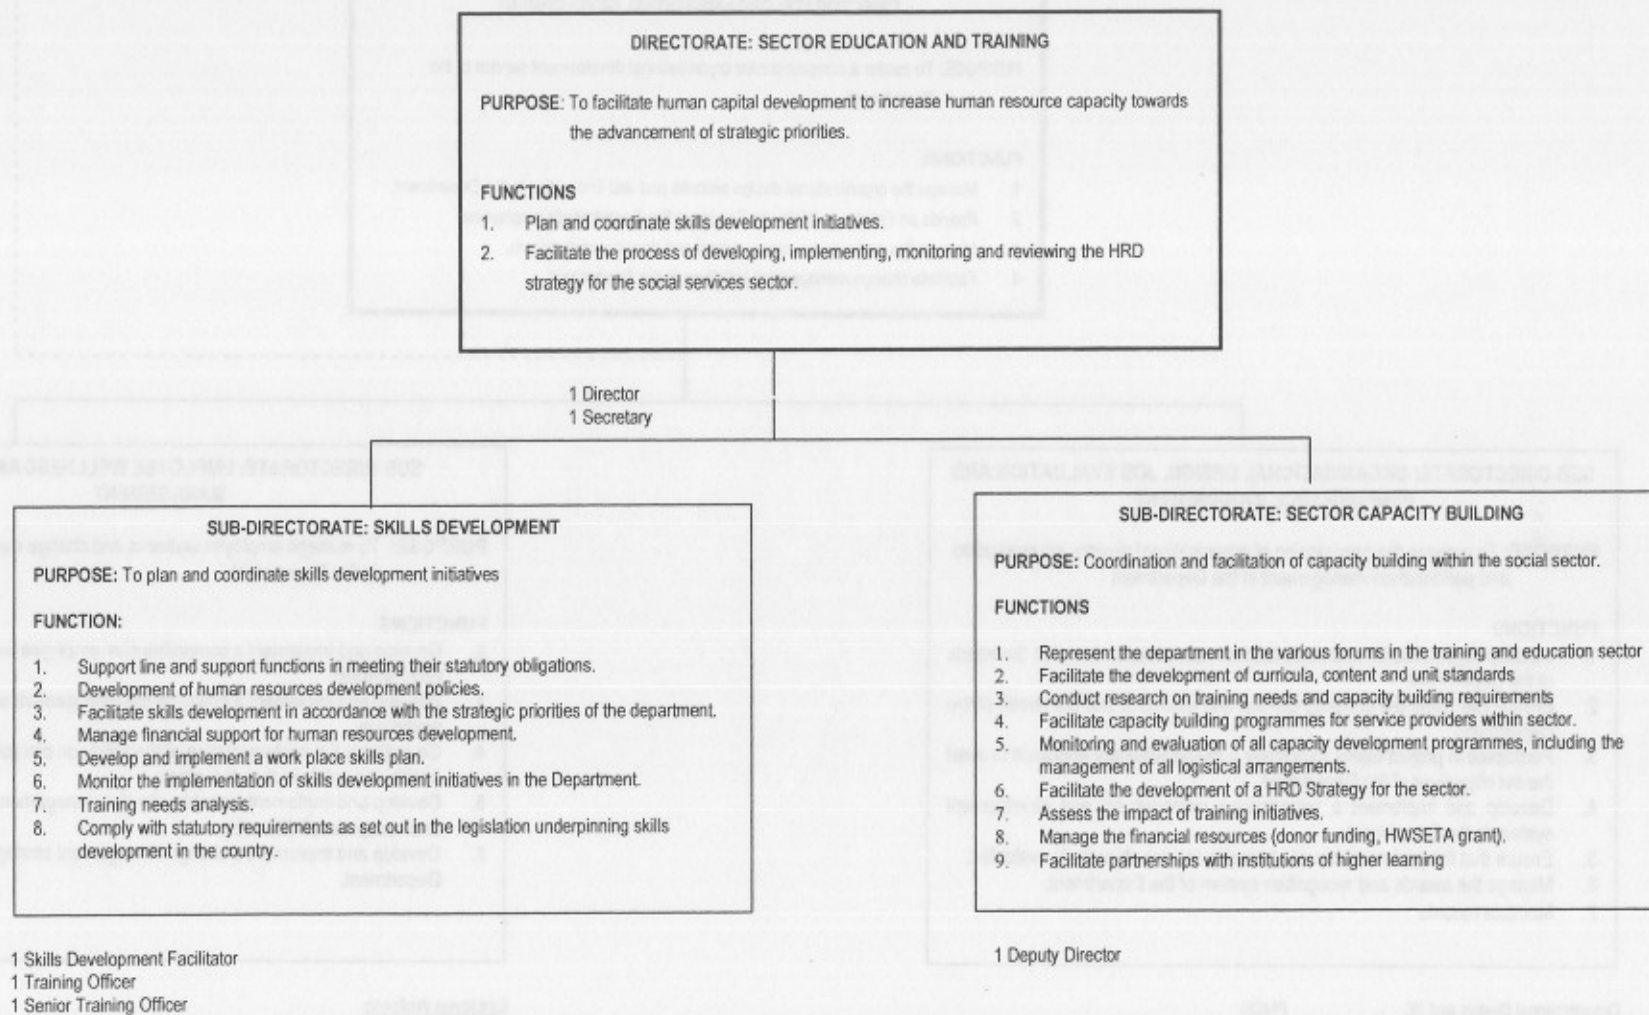 DIRECTORATE: SECTOR EDUCATION AND TRAINING
PURPOSE: To facilitate human capital development to increase human resource capacity towards
the advancement of strategic priorities.
FUNCTIONS
1. Plan and coordinate skills development initiatives.
2. Facilitate the process of developing, implementing, monitoring and reviewing the HRD
strategy for the social services sector.
1 Director
1 Secretary
SUB-DIRECTORATE: SKILLS DEVELOPMENT
PURPOSE: To plan and coordinate skills development initiatives
FUNCTION:
1. Support line and support functions in meeting their statutory obligations.
2. Development of human resources development policies.
3. Facilitate skills development in accordance with the strategic priorities of the department.
4. Manage financial support for human resources development.
5. Develop and implement a work place skills plan.
6. Monitor the implementation of skills development initiatives in the Department.
7. Training needs analysis.
8. Comply with statutory requirements as set out in the legislation underpinning skills
development in the country.
1 Skills Development Facilitator
1 Training Officer
1 Senior Training Officer
SUB-DIRECTORATE: SECTOR CAPACITY BUILDING
PURPOSE: Coordination and facilitation of capacity building within the social sector.
FUNCTIONS
1. Represent the department in the various forums in the training and education sector
2. Facilitate the development of curricula, content and unit standards
3. Conduct research on training needs and capacity building requirements
4. Facilitate capacity building programmes for service providers within sector.
5. Monitoring and evaluation of all capacity development programmes, including the
management of all logistical arrangements.
6. Facilitate the development of a HRD Strategy for the sector.
7. Assess the impact of training initiatives.
8. Manage the financial resources (donor funding, HWSETA grant).
9. Facilitate partnerships with institutions of higher learning
1 Deputy Director